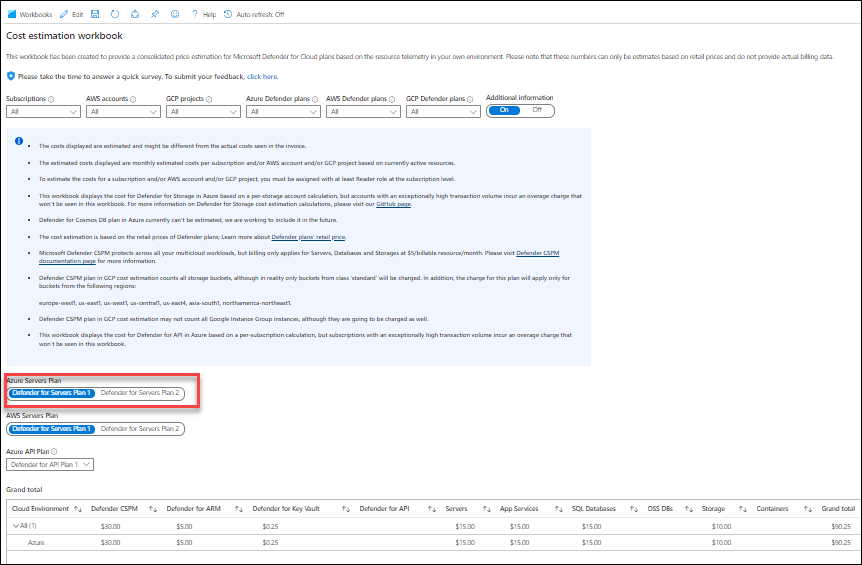 Workbooks Edit Help Auto refresh: Off
Cost estimation workbook
This workbook has been created to provide a consolidated price estimation for Microsoft Defender for Cloud plans based on the resource telemetry in your own environment. Please note that these numbers can only be estimates based on retail prices and do not provide actual billing data.
Please take the time to answer a quick survey. To submit your feedback, click here.
Subscriptions AWS accounts GCP projects Azure Defender plans AWS Defender plans GCP Defender plans Additional information
All All All All All All On Off
The costs displayed are estimated and might be different from the actual costs seen in the invoice.
The estimated costs displayed are monthly estimated costs per subscription and/or AWS account and/or GCP project based on currently active resources.
To estimate the costs for a subscription and/or AWS account and/or GCP project, you must be assigned with at least Reader role at the subscription level.
This workbook displays the cost for Defender for Storage in Azure based on a per-storage account calculation, but accounts with an exceptionally high transaction volume incur an overage charge that
won't be seen in this workbook. For more information on Defender for Storage cost estimation calculations, please visit our GitHub page.
Defender for Cosmos DB plan in Azure currently can't be estimated, we are working to include it in the future.
The cost estimation is based on the retail prices of Defender plans; Learn more about Defender plans' retail price.
Microsoft Defender CSPM protects across all your multicloud workloads, but billing only applies for Servers, Databases and Storages at $5/billable resource/month. Please visit Defender CSPM
documentation page for more information.
Defender CSPM plan in GCP cost estimation counts all storage buckets, although in reality only buckets from class 'standard' will be charged. In addition, the charge for this plan will apply only for
buckets from the following regions:
europe-west1, us-east1, us-west1, us-central1, us-east4, asia-south1, northamerica-northeast1.
Defender CSPM plan in GCP cost estimation may not count all Google Instance Group instances, although they are going to be charged as well.
This workbook displays the cost for Defender for API in Azure based on a per-subscription calculation, but subscriptions with an exceptionally high transaction volume incur an overage charge that
won't be seen in this workbook.
Azure Servers Plan
Defender for Servers Plan 1 Defender for Servers Plan 2
AWS Servers Plan
Defender for Servers Plan 1 Defender for Servers Plan 2
Azure API Plan
Defender for API Plan 1
Grand total
Cloud Environment Defender CSPM Defender for ARM Defender for Key Vault Defender for API Servers App Services SQL Databases OSS DBs Storage Containers Grand total
All (1) $30.00 $5.00 $0.25 $15.00 $15.00 $15.00 $10.00 $90.25
Azure $30.00 $5.00 $0.25 $15.00 $15.00 $15.00 $10.00 $90.25